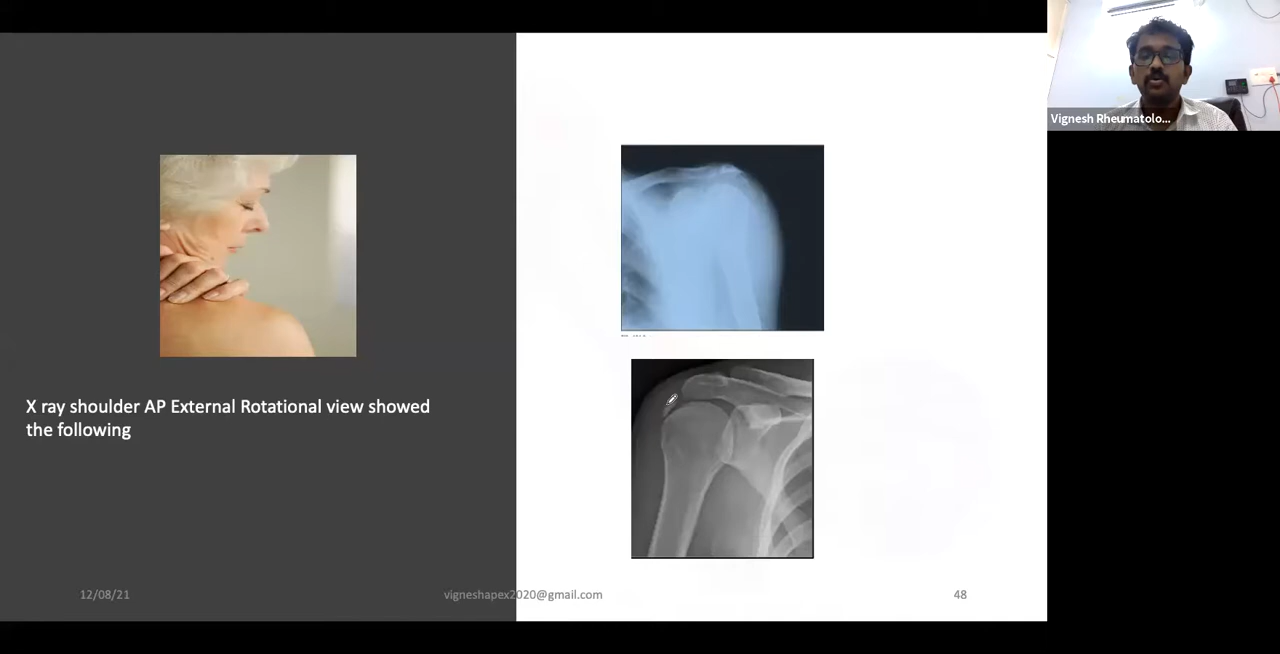 Vignesh Rheumatolo...
X ray shoulder AP External Rotational view showed
the following
12/08/21
vigneshapex2020@gmail.com
48